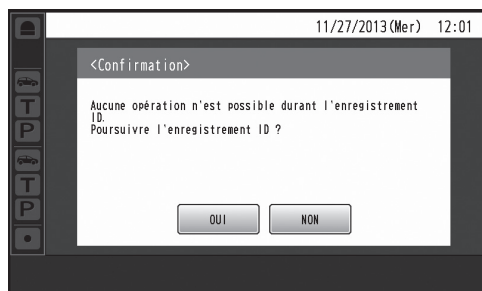 11/27/2013(Mer) 12:01
<Confirmation>
Aucune opération n'est possible durant l'enregistrement
ID.
Poursuivre l'enregistrement ID ?
T
P
T
P
OUI NON